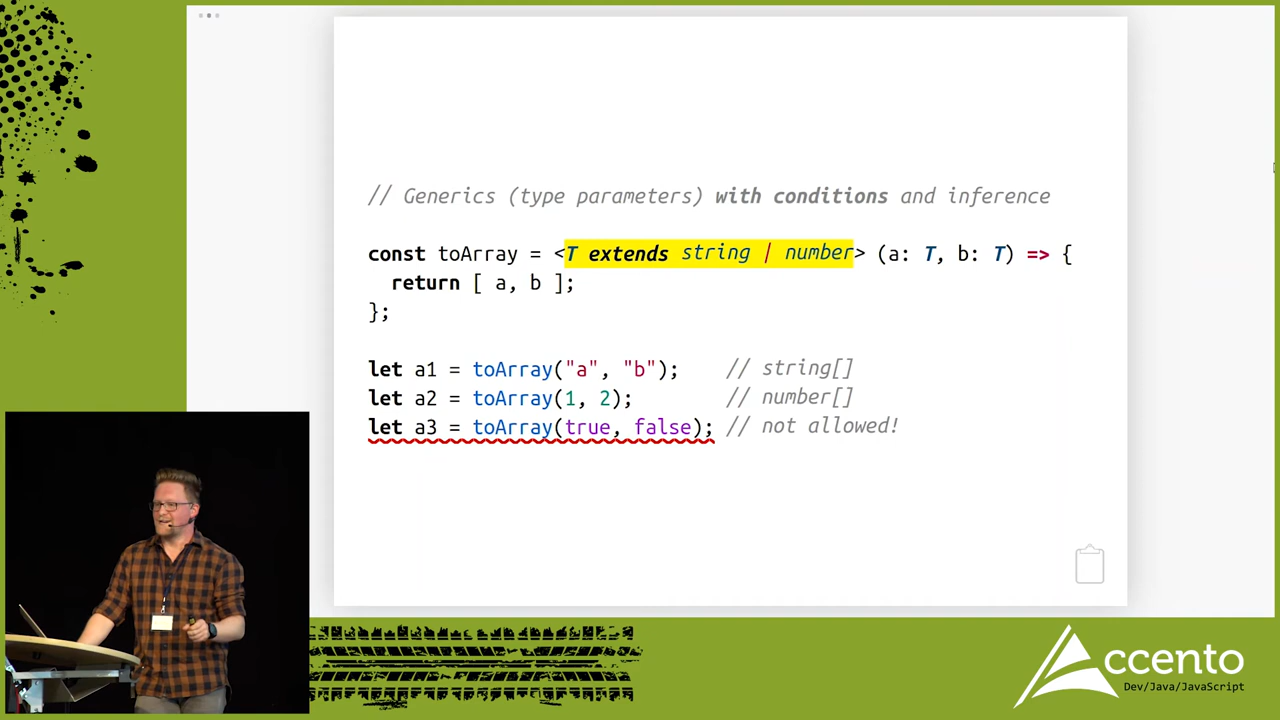 // Generics (type parameters) with conditions and inference
const toArray = <T extends string | number> (a: T, b: T) => {
return [ a, b ];
};
let a1 = toArray("a", "b"); // string[]
let a2 = toArray(1, 2); // number[]
let a3 = toArray(true, false); // not allowed!
Accento
Dev/Java/JavaScript